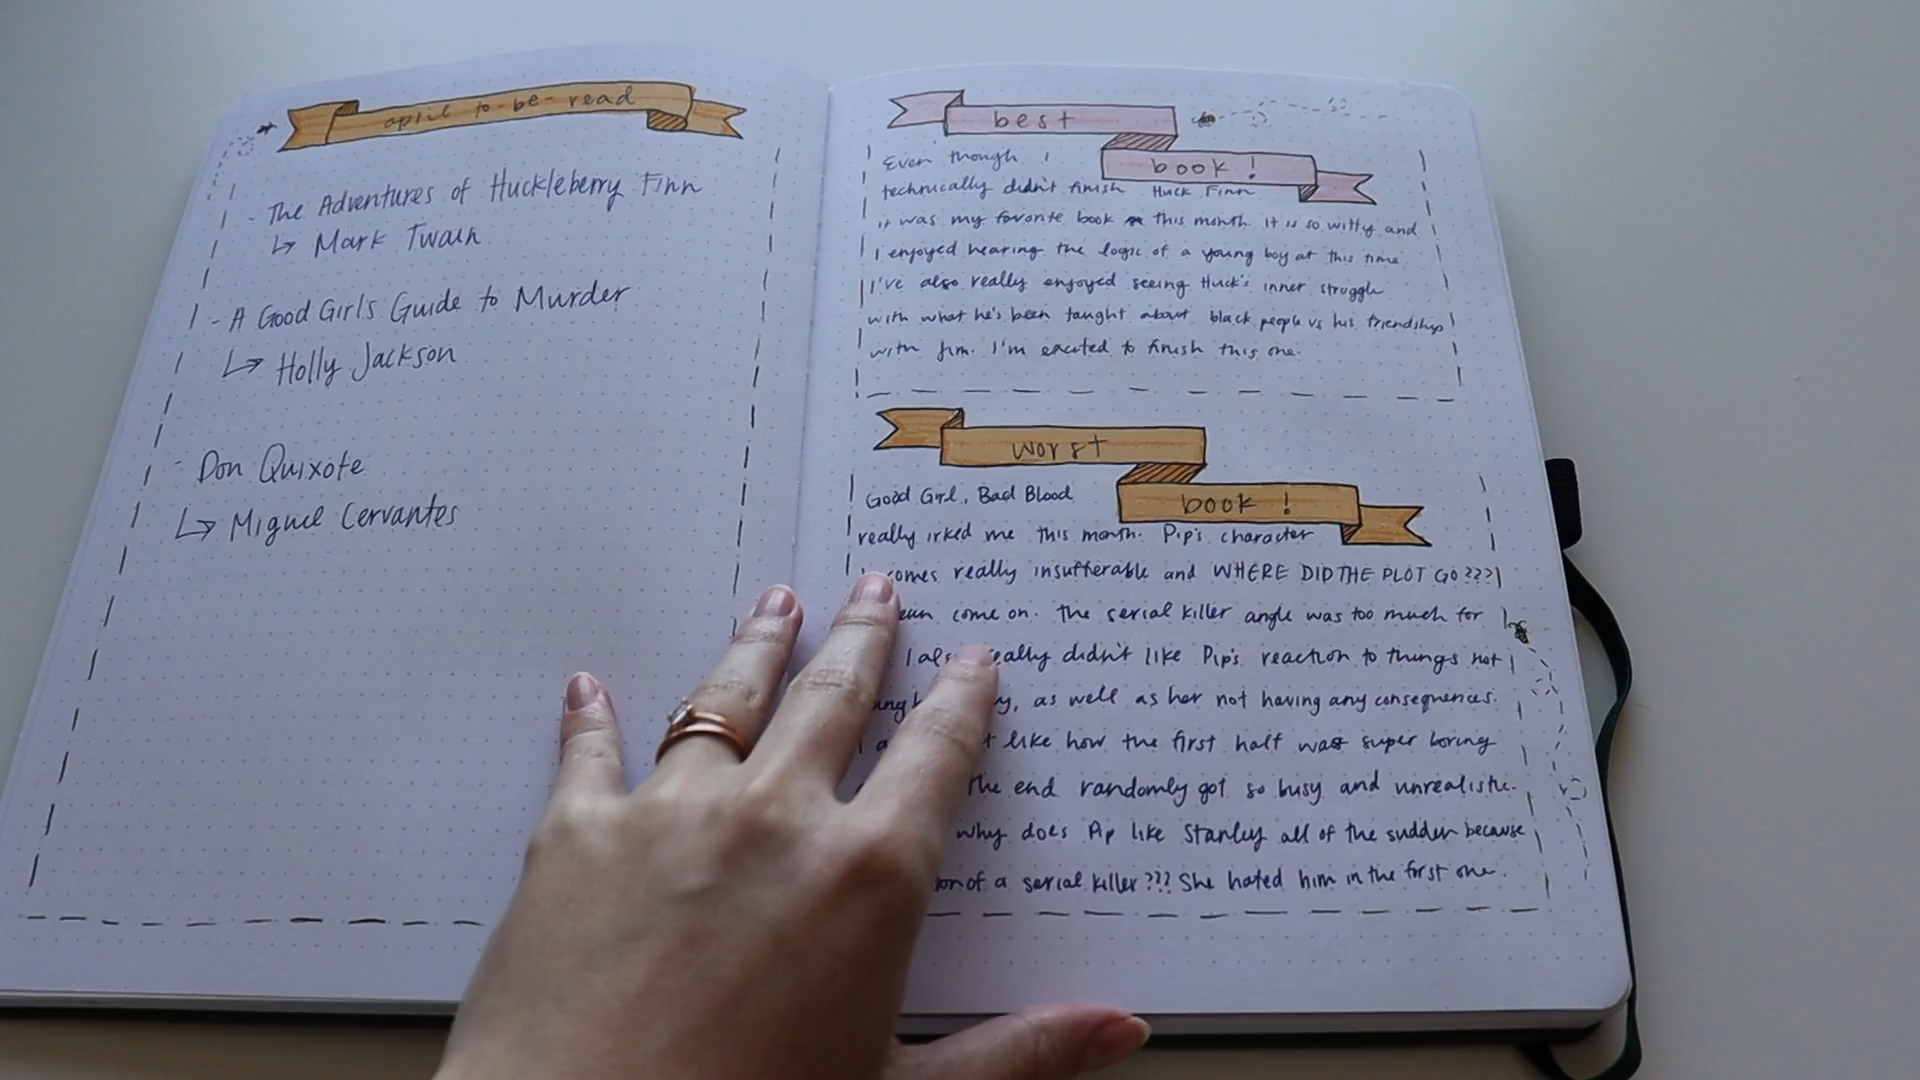 april to-be-read
- The Adventures of Huckleberry Finn
↳ Mark Twain
- A Good Girls Guide to Murder
↳ Holly Jackson
- Don Quixote
↳ Miguel Cervantes
best
book!
Even though I
technically didn't finish Huck Finn
it was my favorite book this month. It is so witty and
I enjoyed hearing the logic of a young boy at this time.
I've also really enjoyed seeing Huck's inner struggle
with what he's been taught about black people vs his friendship
with Jim. I'm excited to finish this one.
worst
book!
Good Girl, Bad Blood
really irked me this month. Pip's character
comes really insufferable and WHERE DID THE PLOT GO???
come on. The serial killer angle was too much for
I also really didn't like Pip's reaction to things not
as well as her not having any consequences.
like how the first half was super boring
the end randomly got so busy and unrealistic.
why does Pip like Stanley all of the sudden because
of a serial killer??? She hated him in the first one.